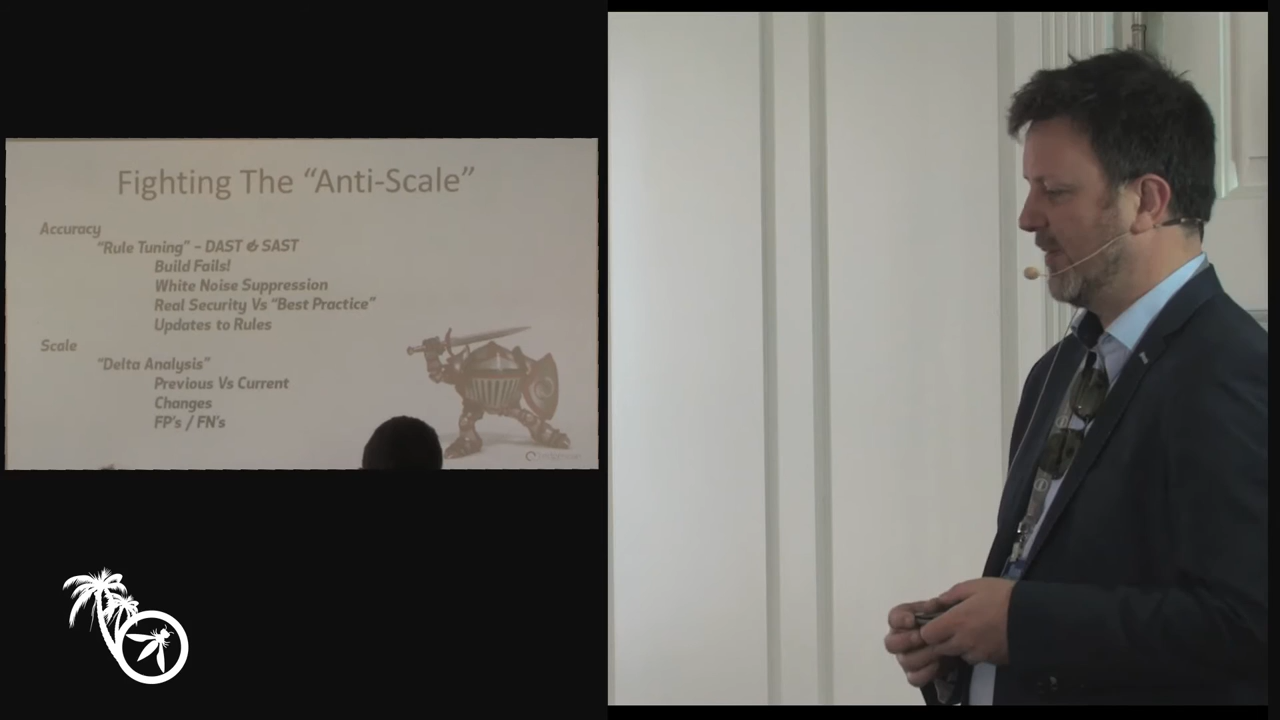 Fighting The “Anti-Scale”
Accuracy
“Rule Tuning” – DAST & SAST
Build Fails!
White Noise Suppression
Real Security Vs “Best Practice”
Updates to Rules
Scale
“Delta Analysis”
Previous Vs Current
Changes
FP's / FN's